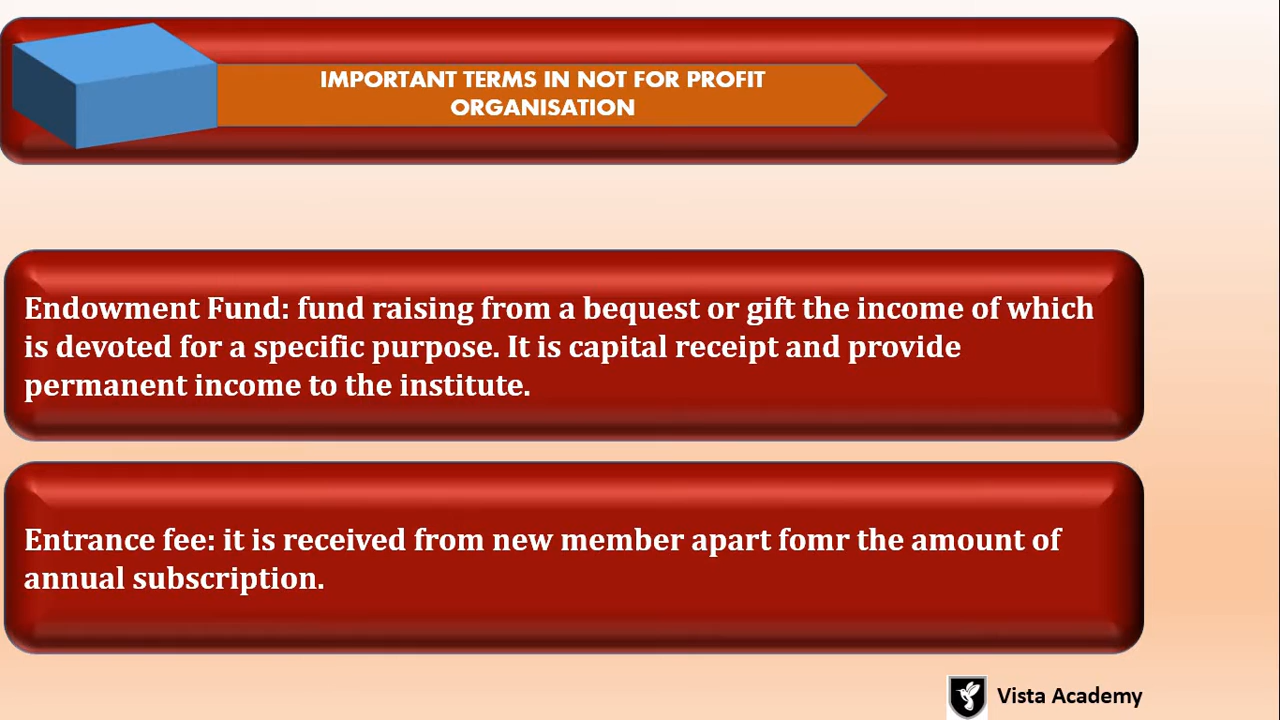 IMPORTANT TERMS IN NOT FOR PROFIT
ORGANISATION
Endowment Fund: fund raising from a bequest or gift the income of which
is devoted for a specific purpose. It is capital receipt and provide
permanent income to the institute.
Entrance fee: it is received from new member apart fomr the amount of
annual subscription.
Vista Academy